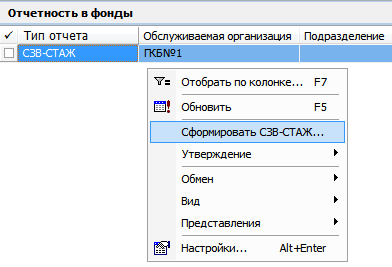 Отчетность в фонды
✓ Тип отчета Обслуживаемая организация Подразделение
СЗВ-СТАЖ ГКБ№1
Отобрать по колонке... F7
Обновить F5
Сформировать СЗВ-СТАЖ...
Утверждение
Обмен
Вид
Представления
Настройки... Alt+Enter